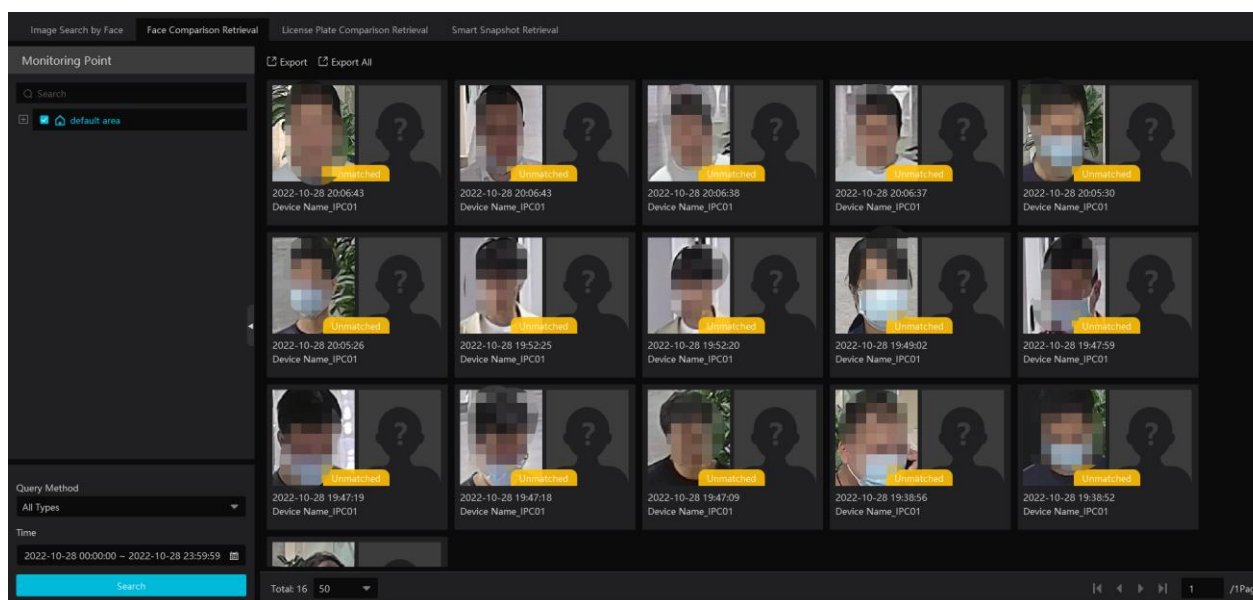 Image Search by Face Face Comparison Retrieval License Plate Comparison Retrieval Smart Snapshot Retrieval
Monitoring Point
Export Export All
Search
default area
? ? ? ? ?
Unmatched Unmatched Unmatched Unmatched Unmatched
2022-10-28 20:06:43 2022-10-28 20:06:43 2022-10-28 20:06:38 2022-10-28 20:06:37 2022-10-28 20:05:30
Device Name_IPC01 Device Name_IPC01 Device Name_IPC01 Device Name_IPC01 Device Name_IPC01
? ? ? ? ?
Unmatched Unmatched Unmatched Unmatched Unmatched
2022-10-28 20:05:26 2022-10-28 19:52:25 2022-10-28 19:52:20 2022-10-28 19:49:02 2022-10-28 19:47:59
Device Name_IPC01 Device Name_IPC01 Device Name_IPC01 Device Name_IPC01 Device Name_IPC01
? ? ? ? ?
Unmatched Unmatched Unmatched Unmatched Unmatched
2022-10-28 19:47:19 2022-10-28 19:47:18 2022-10-28 19:47:09 2022-10-28 19:38:56 2022-10-28 19:38:52
Device Name_IPC01 Device Name_IPC01 Device Name_IPC01 Device Name_IPC01 Device Name_IPC01
Query Method
All Types
Time
2022-10-28 00:00:00 ~ 2022-10-28 23:59:59
Search
Total: 16 50 1 /1Pag